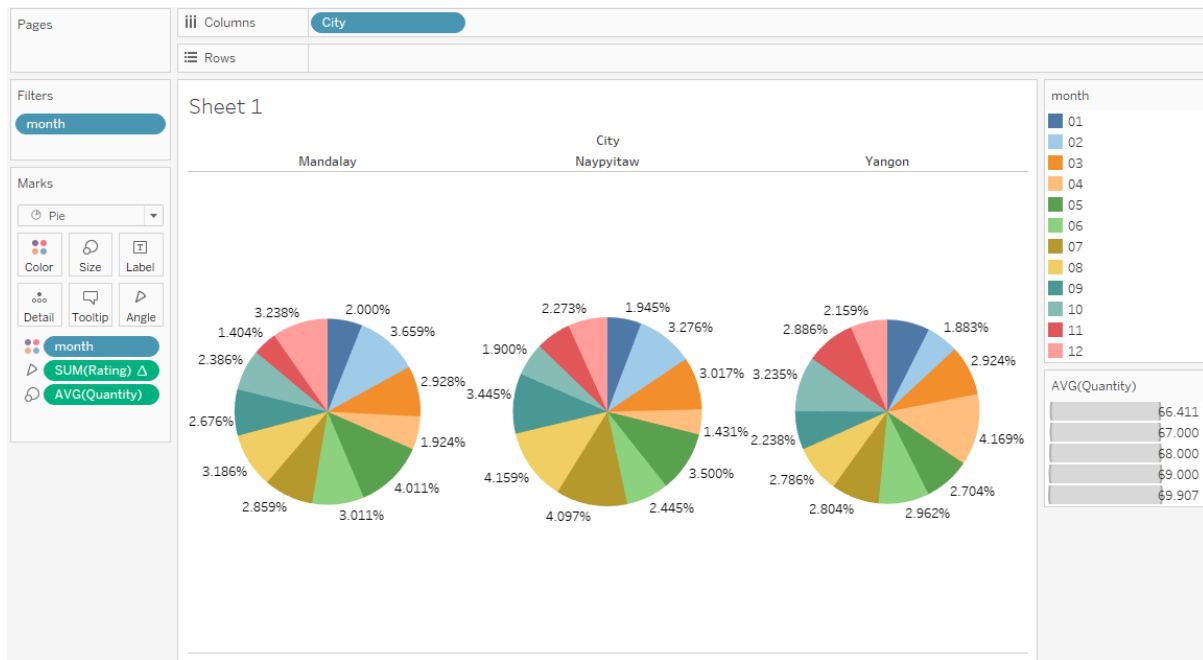 Pages
Columns
City
Rows
Filters
month
Marks
Pie
Color
Size
Label
Detail
Tooltip
Angle
month
SUM(Rating) Δ
AVG(Quantity)
Sheet 1
City
Mandalay
Naypyitaw
Yangon
3.238%
2.000%
1.404%
3.659%
2.386%
2.928%
2.676%
1.924%
3.186%
4.011%
2.859%
3.011%
2.273%
1.945%
3.276%
1.900%
3.017%
3.445%
1.431%
4.159%
3.500%
4.097%
2.445%
2.159%
1.883%
2.886%
2.924%
3.235%
4.169%
2.238%
2.786%
2.704%
2.804%
2.962%
month
01
02
03
04
05
06
07
08
09
10
11
12
AVG(Quantity)
66.411
67.000
68.000
69.000
69.907